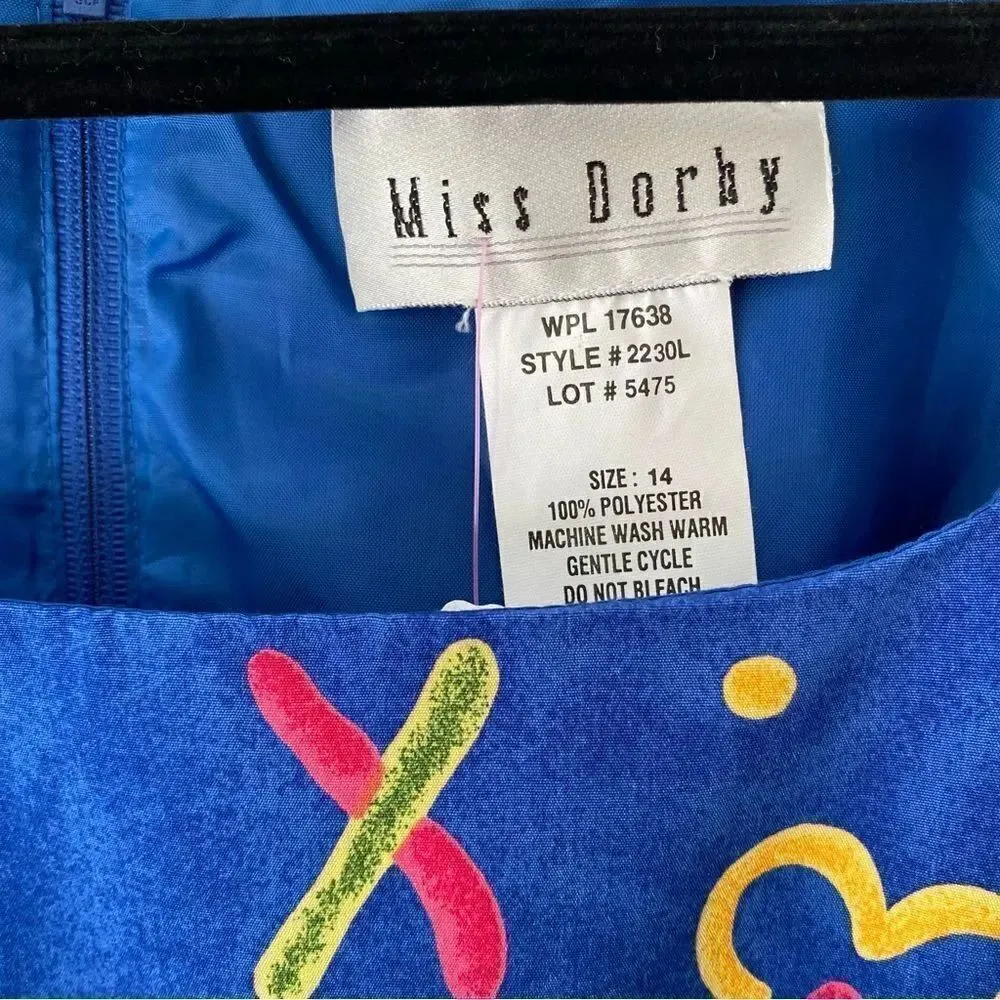 Miss Dorby
WPL 17638
STYLE # 2230L
LOT # 5475
SIZE: 14
100% POLYESTER
MACHINE WASH WARM
GENTLE CYCLE
DO NOT BLEACH